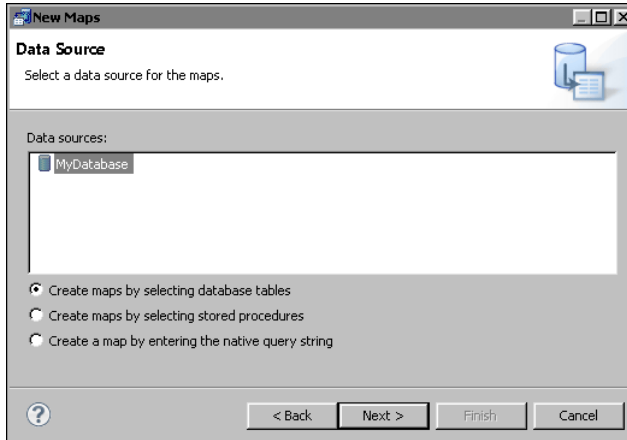 New Maps
Data Source
Select a data source for the maps.
Data sources:
MyDatabase
Create maps by selecting database tables
Create maps by selecting stored procedures
Create a map by entering the native query string
?
< Back Next > Finish Cancel